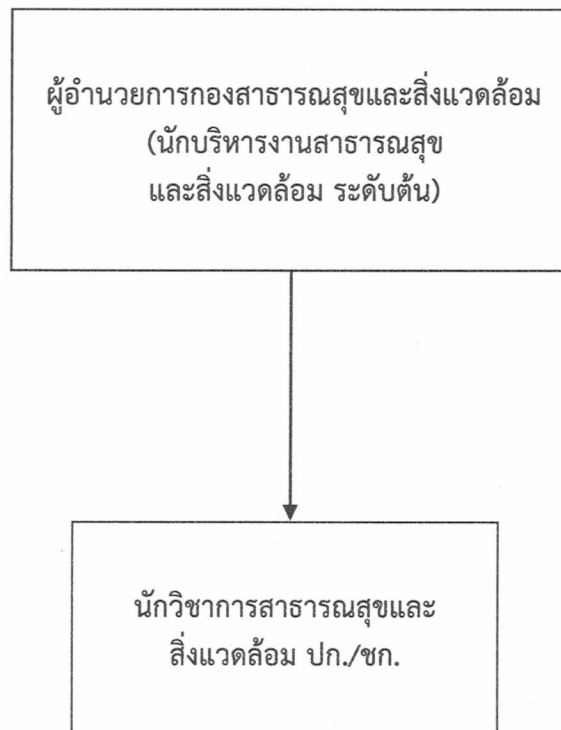 ผู้อำนวยการกองสาธารณสุขและสิ่งแวดล้อม
(นักบริหารงานสาธารณสุข
และสิ่งแวดล้อม ระดับต้น)
นักวิชาการสาธารณสุขและ
สิ่งแวดล้อม ปก./ชก.